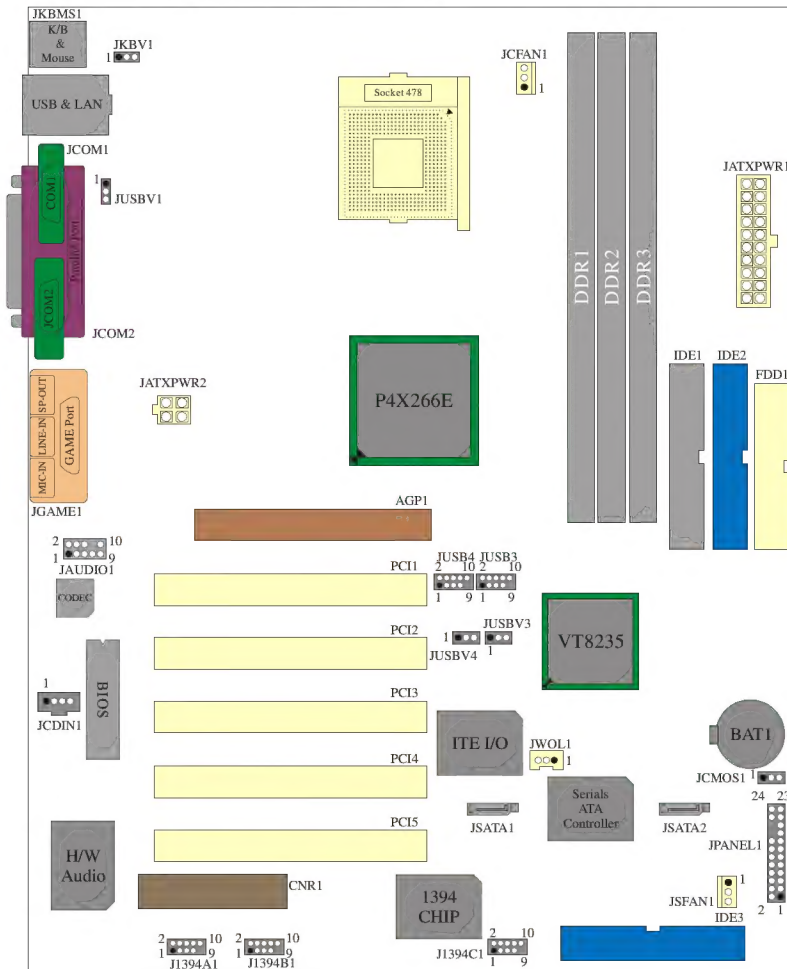 JKBMS1
K/B
&
Mouse
JKBV1
1
USB & LAN
JCFAN1
1
Socket 478
JCOM1
COM1
1
JUSBV1
Parallel Port
JCOM2
JCOM2
JATXPWR1
DDR1
DDR2
DDR3
IDE1
IDE2
FDD1
JATXPWR2
P4X266E
SP-OUT
LINE-IN
MIC-IN
GAME Port
JGAME1
AGP1
2 10
1 9
JAUDIO1
CODEC
PCI1
JUSB4
2 10
1 9
JUSB3
2 10
1 9
PCI2
1
JUSBV4
JUSBV3
1
VT8235
BIOS
1
JCDIN1
PCI3
ITE I/O
JWOL1
1
BAT1
PCI4
JCMOS1
1
Serials
ATA
Controller
JSATA1
JSATA2
24 23
JPANEL1
2 1
PCI5
H/W
Audio
CNR1
1394
CHIP
1
JSFAN1
IDE3
2 10
1 9
J1394A1
2 10
1 9
J1394B1
2 10
1 9
J1394C1